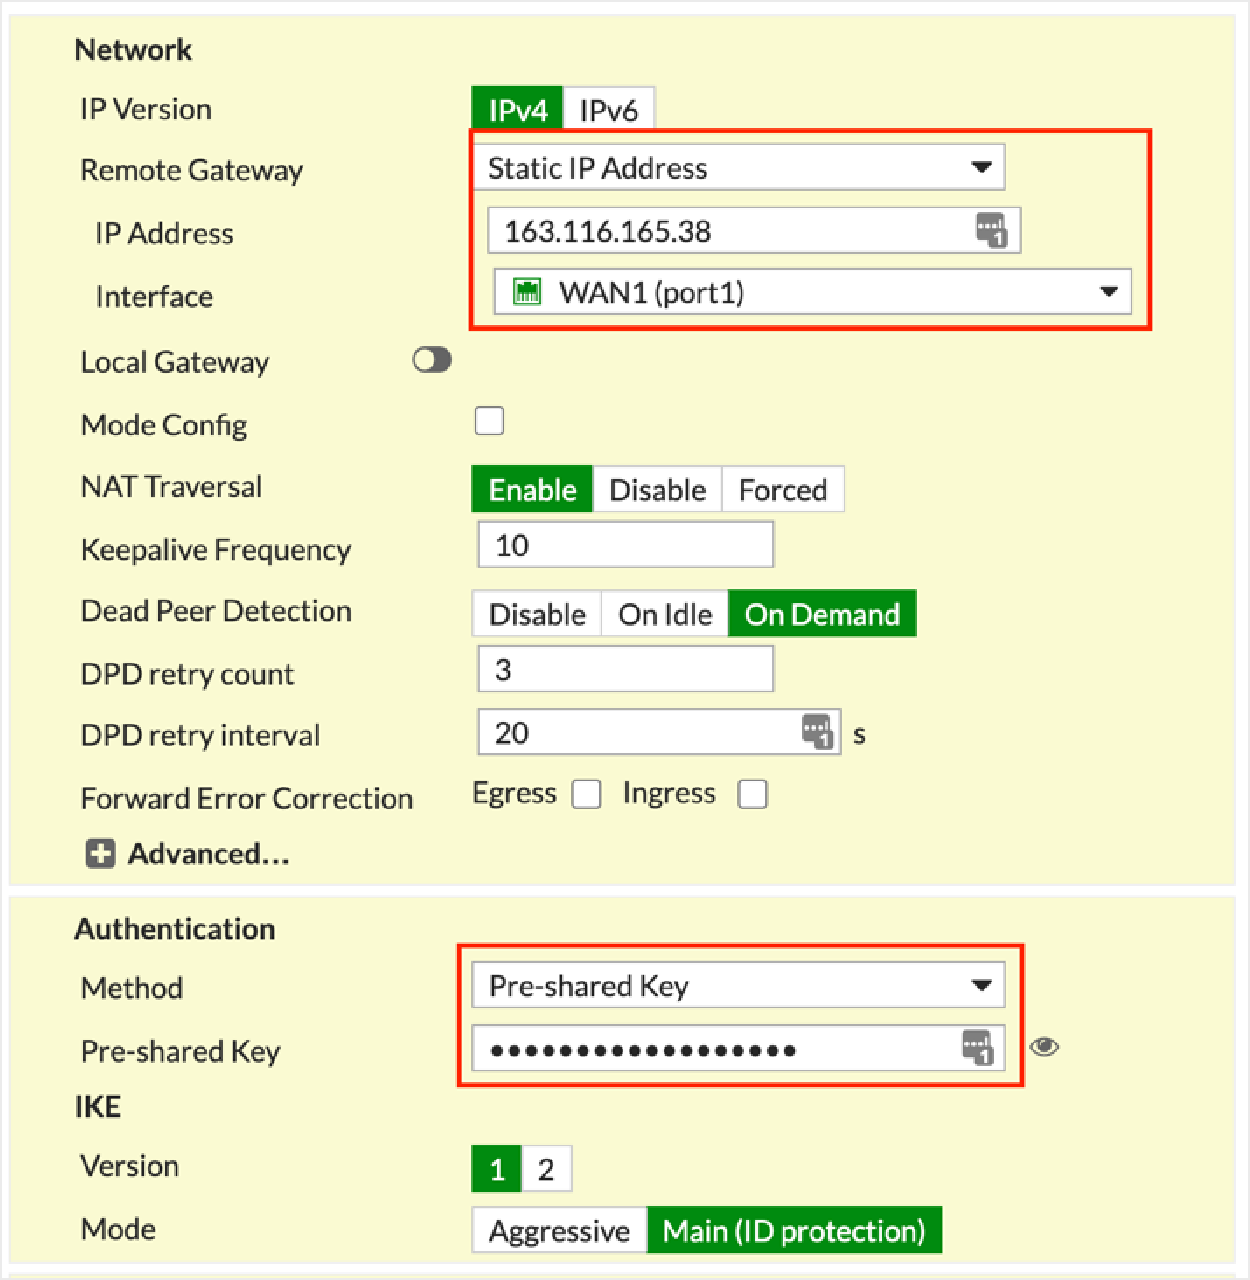 Network
IP Version IPv4 IPv6
Remote Gateway Static IP Address
IP Address 163.116.165.38 1
Interface WAN1 (port1)
Local Gateway
Mode Config
NAT Traversal Enable Disable Forced
Keepalive Frequency 10
Dead Peer Detection Disable On Idle On Demand
DPD retry count 3
DPD retry interval 20 1 s
Forward Error Correction Egress Ingress
Advanced...
Authentication
Method Pre-shared Key
Pre-shared Key •••••••••••••••••• 1
IKE
Version 1 2
Mode Aggressive Main (ID protection)